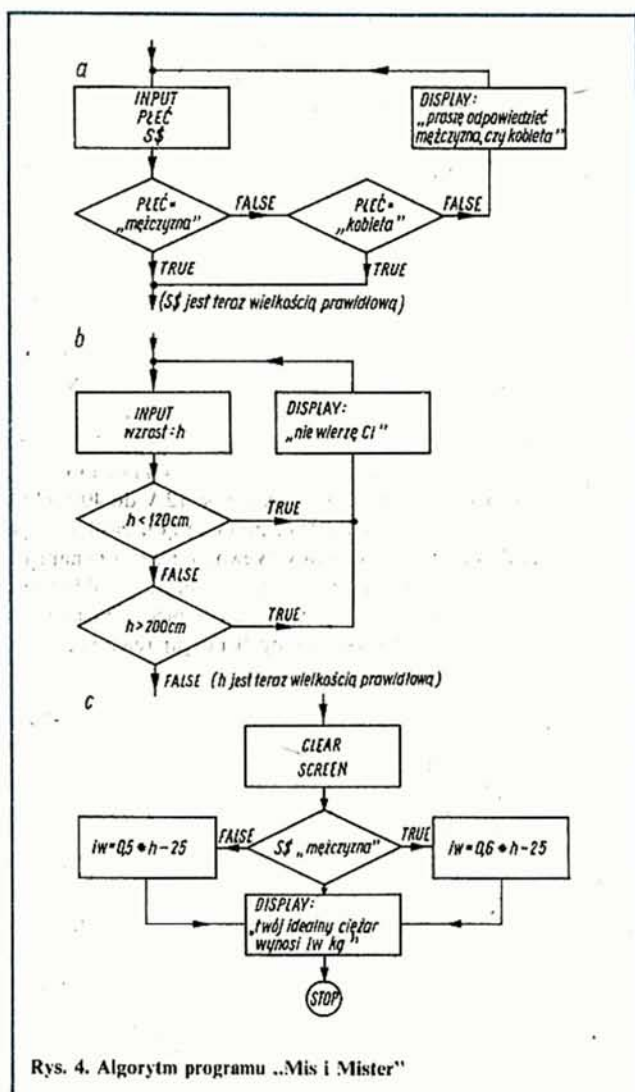 a
INPUT
PŁEĆ
S$
DISPLAY:
„proszę odpowiedzieć
mężczyzna, czy kobieta”
PŁEĆ=
„mężczyzna”
FALSE
PŁEĆ=
„kobieta”
FALSE
TRUE
TRUE
(S$ jest teraz wielkością prawidłową)
b
INPUT
wzrost=h
DISPLAY:
„nie wierzę CI”
h<120cm
TRUE
FALSE
h>200cm
TRUE
FALSE (h jest teraz wielkością prawidłową)
c
CLEAR
SCREEN
iw=0,5*h-25
FALSE
S$ „mężczyzna”
TRUE
iw=0,6*h-25
DISPLAY:
„twój idealny ciężar
wynosi iw kg”
STOP
Rys. 4. Algorytm programu „Mis i Mister”